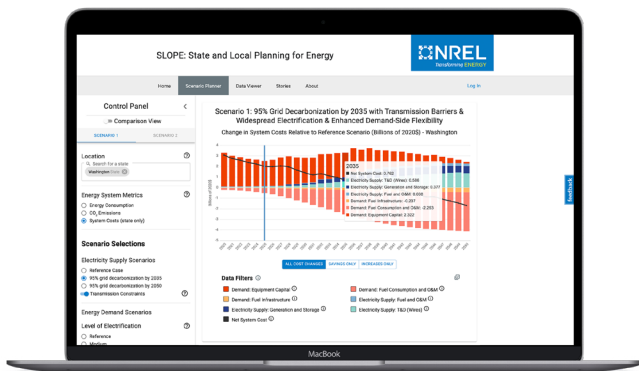 SLOPE: State and Local Planning for Energy
NREL
Transforming ENERGY
Home
Scenario Planner
Data Viewer
Stories
About
Log In
Control Panel
Comparison View
SCENARIO 1
SCENARIO 2
Location
Search for a state
Washington
Energy System Metrics
Energy Consumption
CO₂ Emissions
System Costs (state only)
Scenario Selections
Electricity Supply Scenarios
Reference Case
95% grid decarbonization by 2035
95% grid decarbonization by 2050
Transmission Constraints
Energy Demand Scenarios
Level of Electrification
Reference
Medium
Scenario 1: 95% Grid Decarbonization by 2035 with Transmission Barriers &
Widespread Electrification & Enhanced Demand-Side Flexibility
Change in System Costs Relative to Reference Scenario (Billions of 2020$) - Washington
2035
Net System Cost: 0.762
Electricity Supply: T&D (Wires): 0.588
Electricity Supply: Generation and Storage: 0.377
Electricity Supply: Fuel and O&M: 0.030
Demand: Fuel Infrastructure: -0.307
Demand: Fuel Consumption and O&M: -2.253
Demand: Equipment Capital: 2.322
ALL COST CHANGES
SAVINGS ONLY
INCREASES ONLY
Data Filters
Demand: Equipment Capital
Demand: Fuel Consumption and O&M
Demand: Fuel Infrastructure
Electricity Supply: Fuel and O&M
Electricity Supply: Generation and Storage
Electricity Supply: T&D (Wires)
Net System Cost
feedback
MacBook